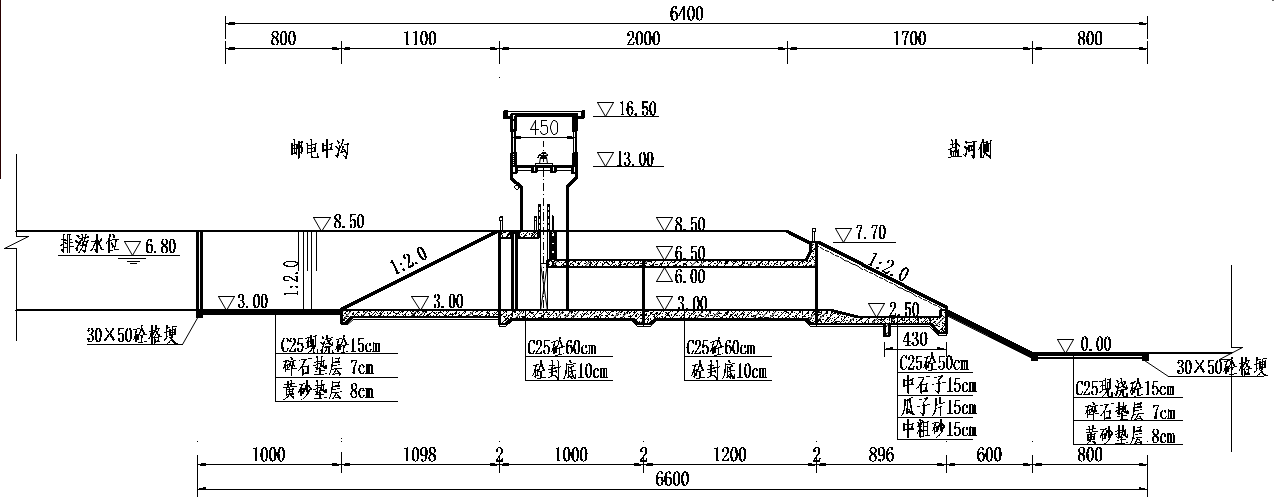 6400
800 1100 2000 1700 800
16.50
450
邮电中沟
盐河侧
13.00
8.50 8.50
7.70
排涝水位 6.80
6.50
1:2.0
1:2.0
1:2.0
6.00
3.00 3.00 3.00
2.50
30×50砼格埂
430
0.00
C25现浇砼15cm
碎石垫层 7cm
黄砂垫层 8cm
C25砼60cm
砼封底10cm
C25砼60cm
砼封底10cm
C25砼50cm
中石子15cm
瓜子片15cm
中粗砂15cm
30×50砼格埂
C25现浇砼15cm
碎石垫层 7cm
黄砂垫层 8cm
1000 1098 2 1000 2 1200 2 896 600 800
6600